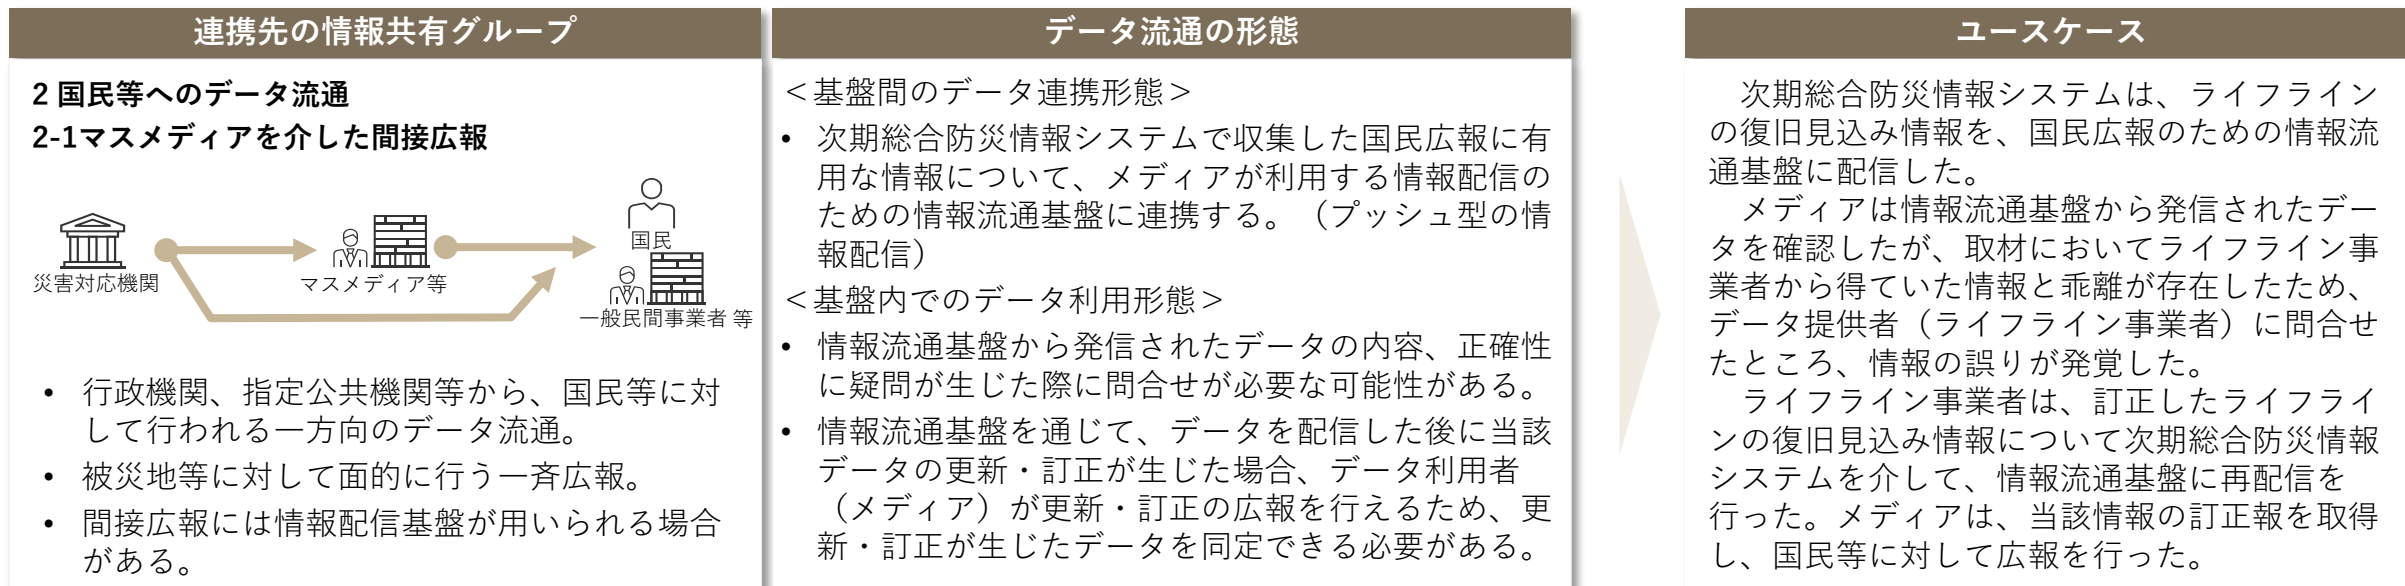 連携先の情報共有グループ
2 国民等へのデータ流通
2-1マスメディアを介した間接広報
災害対応機関
マスメディア等
国民
一般民間事業者 等
• 行政機関、指定公共機関等から、国民等に対
して行われる一方向のデータ流通。
• 被災地等に対して面的に行う一斉広報。
• 間接広報には情報配信基盤が用いられる場合
がある。
データ流通の形態
＜基盤間のデータ連携形態＞
• 次期総合防災情報システムで収集した国民広報に有
用な情報について、メディアが利用する情報配信の
ための情報流通基盤に連携する。（プッシュ型の情
報配信）
＜基盤内でのデータ利用形態＞
• 情報流通基盤から発信されたデータの内容、正確性
に疑問が生じた際に問合せが必要な可能性がある。
• 情報流通基盤を通じて、データを配信した後に当該
データの更新・訂正が生じた場合、データ利用者
（メディア）が更新・訂正の広報を行えるため、更
新・訂正が生じたデータを同定できる必要がある。
ユースケース
次期総合防災情報システムは、ライフライン
の復旧見込み情報を、国民広報のための情報流
通基盤に配信した。
メディアは情報流通基盤から発信されたデー
タを確認したが、取材においてライフライン事
業者から得ていた情報と乖離が存在したため、
データ提供者（ライフライン事業者）に問合せ
たところ、情報の誤りが発覚した。
ライフライン事業者は、訂正したライフライ
ンの復旧見込み情報について次期総合防災情報
システムを介して、情報流通基盤に再配信を
行った。メディアは、当該情報の訂正報を取得
し、国民等に対して広報を行った。